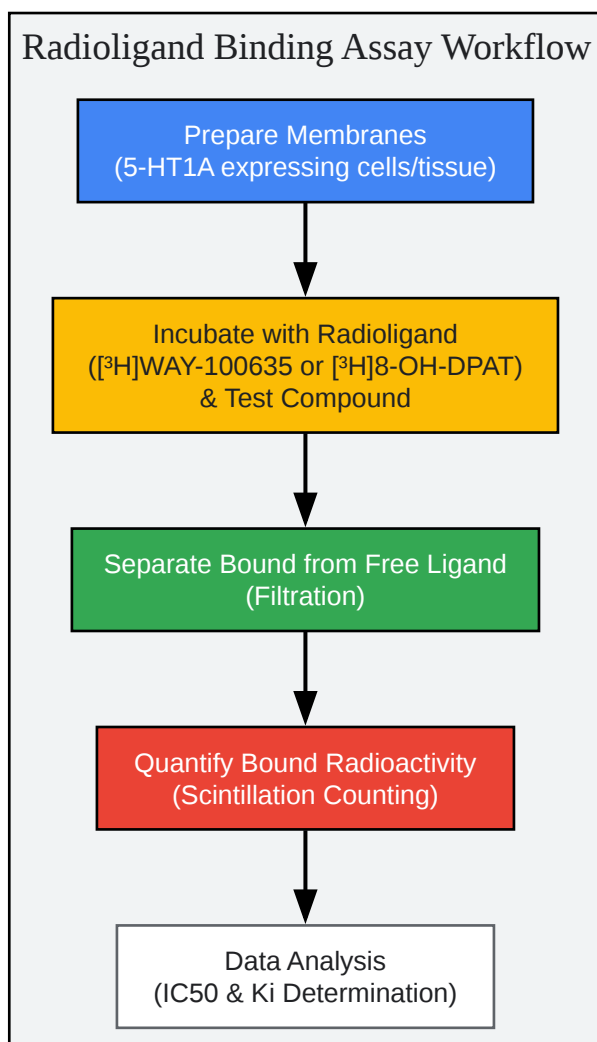 Radioligand Binding Assay Workflow
Prepare Membranes
(5-HT1A expressing cells/tissue)
Incubate with Radioligand
([³H]WAY-100635 or [³H]8-OH-DPAT)
& Test Compound
Separate Bound from Free Ligand
(Filtration)
Quantify Bound Radioactivity
(Scintillation Counting)
Data Analysis
(IC50 & Ki Determination)